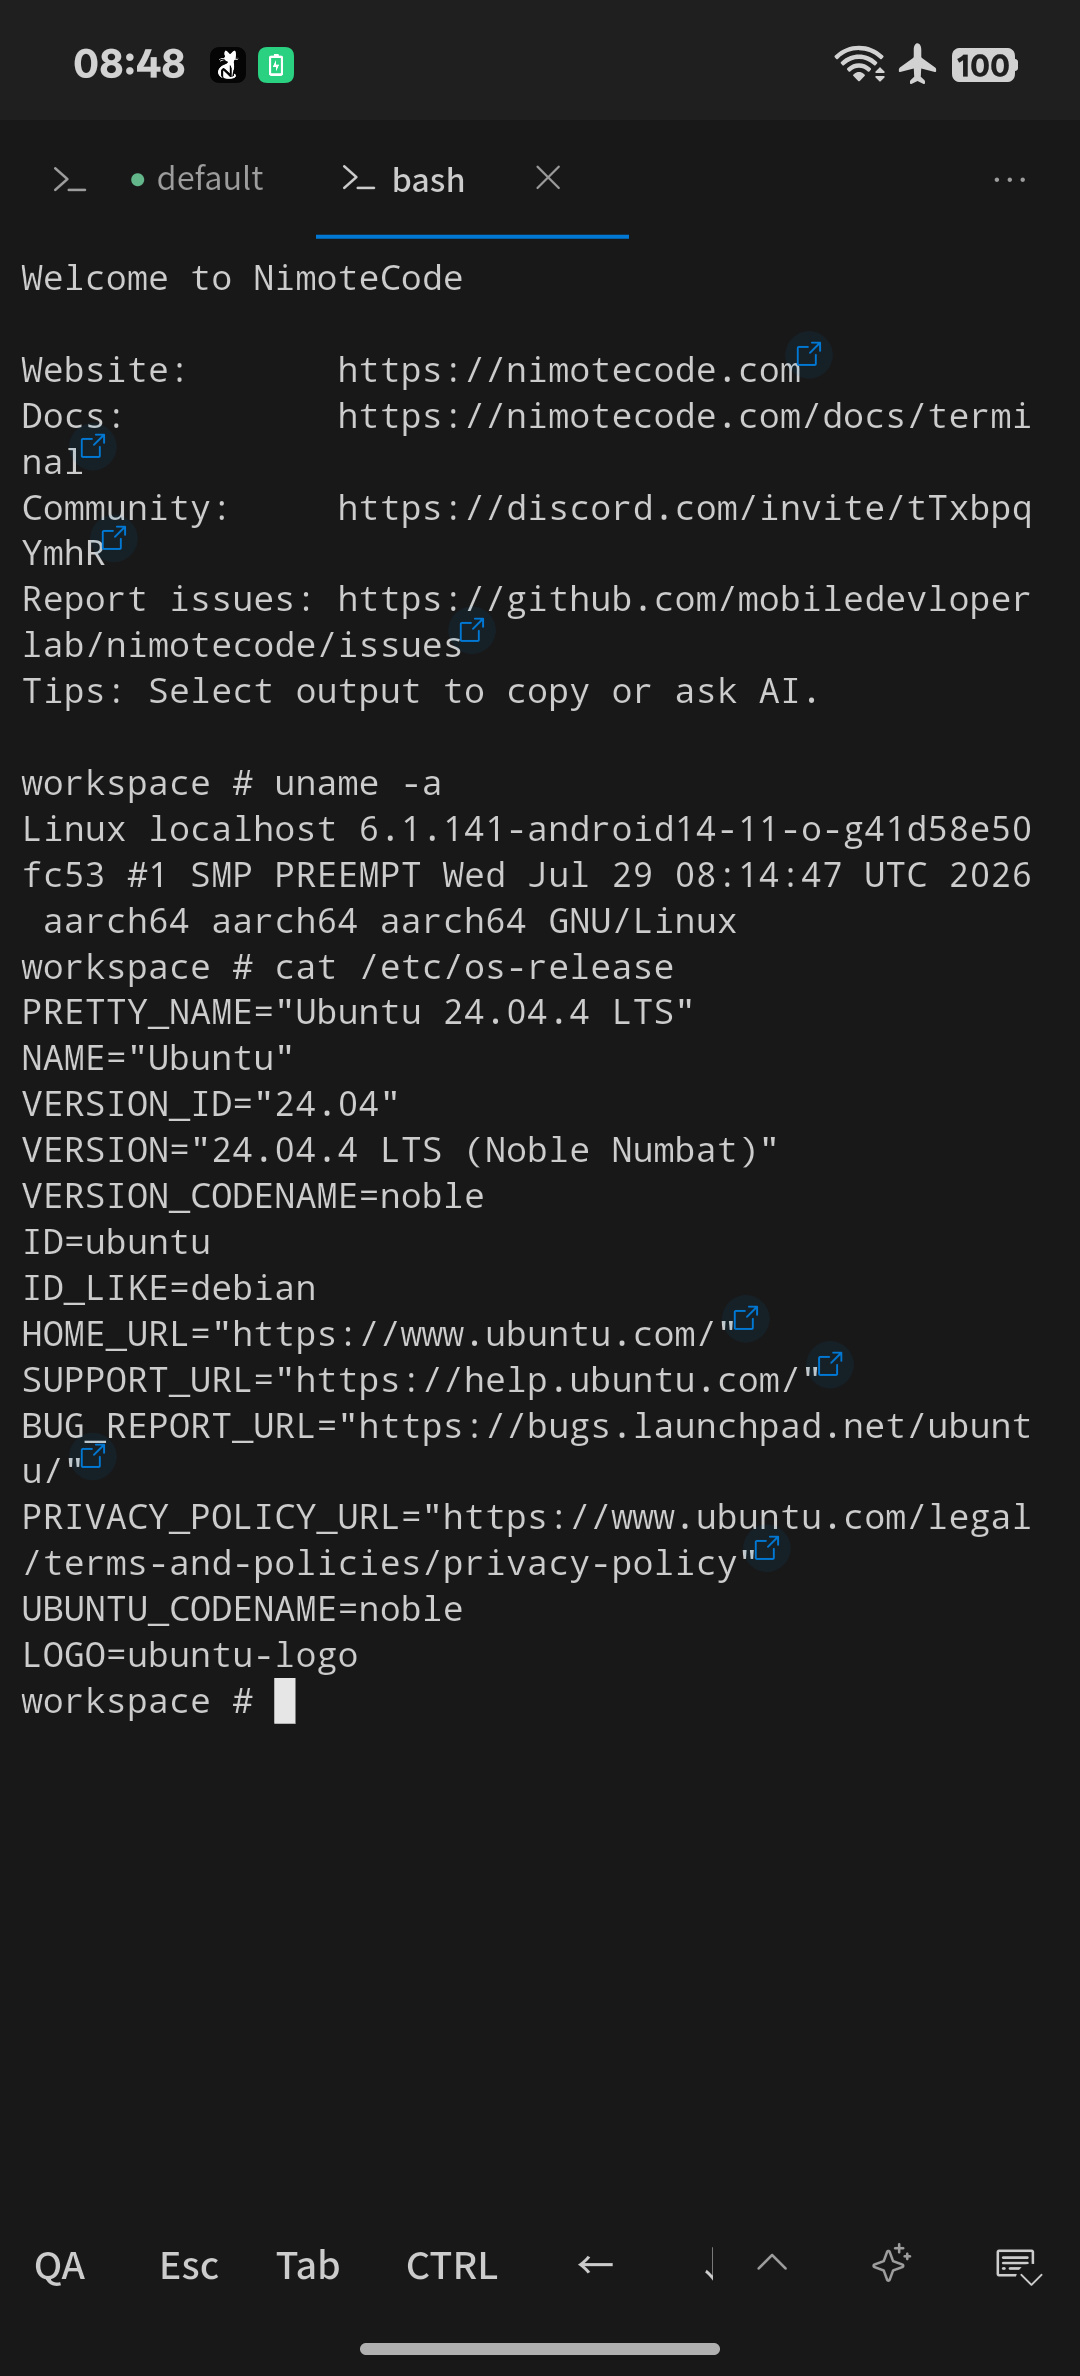 08:48
100
default
bash
Welcome to NimoteCode
Website:       https://nimotecode.com
Docs:          https://nimotecode.com/docs/termi
nal
Community:     https://discord.com/invite/tTxbpq
YmhR
Report issues: https://github.com/mobiledevloper
lab/nimotecode/issues
Tips: Select output to copy or ask AI.
workspace # uname -a
Linux localhost 6.1.141-android14-11-o-g41d58e50
fc53 #1 SMP PREEMPT Wed Jul 29 08:14:47 UTC 2026
 aarch64 aarch64 aarch64 GNU/Linux
workspace # cat /etc/os-release
PRETTY_NAME="Ubuntu 24.04.4 LTS"
NAME="Ubuntu"
VERSION_ID="24.04"
VERSION="24.04.4 LTS (Noble Numbat)"
VERSION_CODENAME=noble
ID=ubuntu
ID_LIKE=debian
HOME_URL="https://www.ubuntu.com/"
SUPPORT_URL="https://help.ubuntu.com/"
BUG_REPORT_URL="https://bugs.launchpad.net/ubunt
u/"
PRIVACY_POLICY_URL="https://www.ubuntu.com/legal
/terms-and-policies/privacy-policy"
UBUNTU_CODENAME=noble
LOGO=ubuntu-logo
workspace #
QA Esc Tab CTRL ←